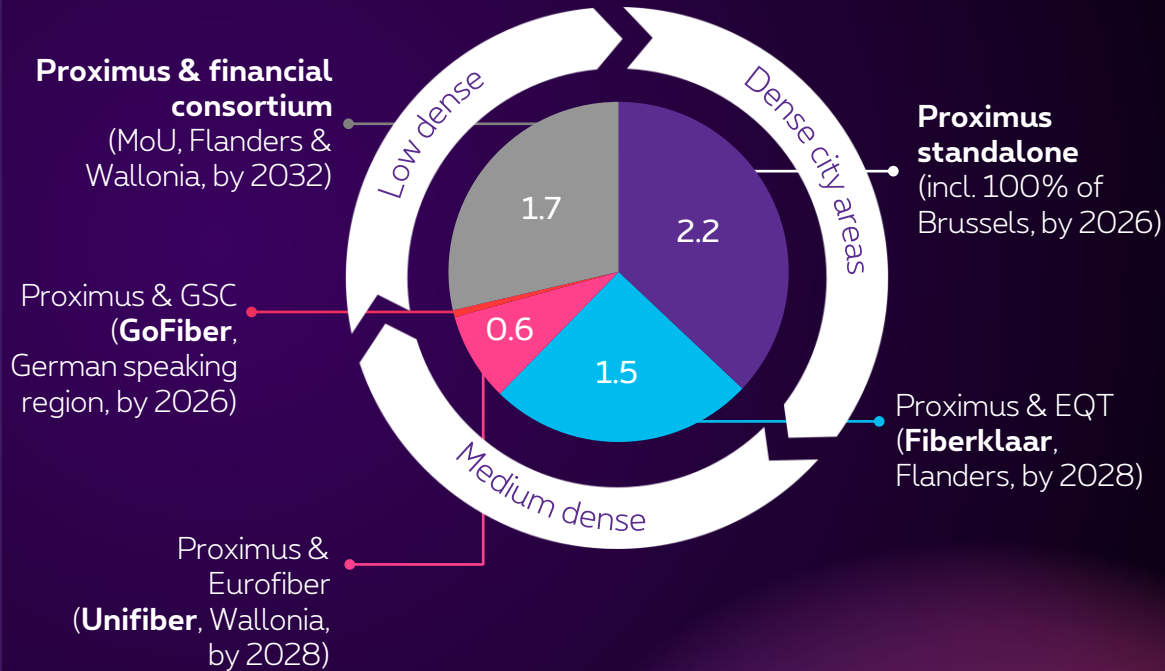 Proximus & financial
consortium
(MoU, Flanders &
Wallonia, by 2032)
Low dense
Dense city areas
Proximus
standalone
(incl. 100% of
Brussels, by 2026)
1.7
2.2
Proximus & GSC
(GoFiber,
German speaking
region, by 2026)
0.6
1.5
Proximus & EQT
(Fiberklaar,
Flanders, by 2028)
Medium dense
Proximus &
Eurofiber
(Unifiber, Wallonia,
by 2028)